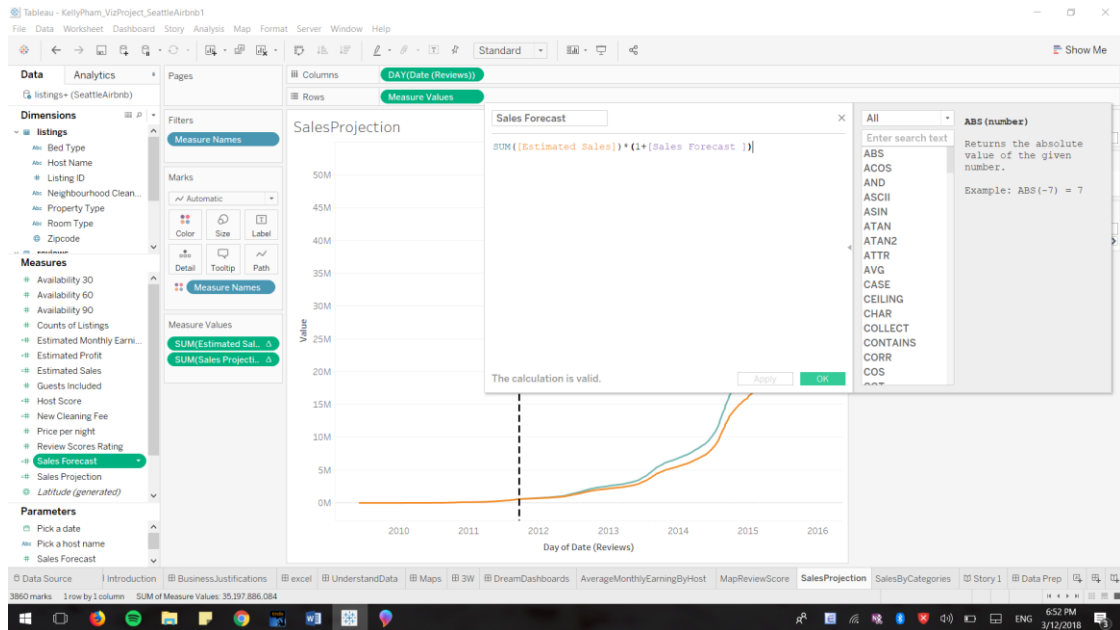 Tableau - KellyPham_VizProject_SeattleAirbnb1
File Data Worksheet Dashboard Story Analysis Map Format Server Window Help
Standard
Show Me
Data Analytics
listings+ (SeattleAirbnb)
Dimensions
listings
Abc Bed Type
Abc Host Name
# Listing ID
Abc Neighbourhood Clean...
Abc Property Type
Abc Room Type
Zipcode
reviews
Measures
# Availability 30
# Availability 60
# Availability 90
# Counts of Listings
=# Estimated Monthly Earni...
=# Estimated Profit
=# Estimated Sales
# Guests Included
=# Host Score
=# New Cleaning Fee
# Price per night
# Review Scores Rating
=# Sales Forecast
=# Sales Projection
Latitude (generated)
Parameters
Pick a date
Abc Pick a host name
# Sales Forecast
Pages
Filters
Measure Names
Marks
Automatic
Color Size Label
Detail Tooltip Path
Measure Names
Measure Values
SUM(Estimated Sal.. Δ
SUM(Sales Projecti.. Δ
Columns DAY(Date (Reviews))
Rows Measure Values
SalesProjection
50M
45M
40M
35M
30M
25M
20M
15M
10M
5M
0M
Value
2010 2011 2012 2013 2014 2015 2016
Day of Date (Reviews)
Sales Forecast
SUM([Estimated Sales])*(1+[Sales Forecast ])
The calculation is valid.
Apply OK
All
Enter search text
ABS
ACOS
AND
ASCII
ASIN
ATAN
ATAN2
ATTR
AVG
CASE
CEILING
CHAR
COLLECT
CONTAINS
CORR
COS
COT
ABS(number)
Returns the absolute
value of the given
number.
Example: ABS(-7) = 7
Data Source Introduction BusinessJustifications excel UnderstandData Maps 3W DreamDashboards AverageMonthlyEarningByHost MapReviewScore SalesProjection SalesByCategories Story 1 Data Prep
3860 marks 1 row by 1 column SUM of Measure Values: 35,197,886,084
ENG
6:52 PM
3/12/2018